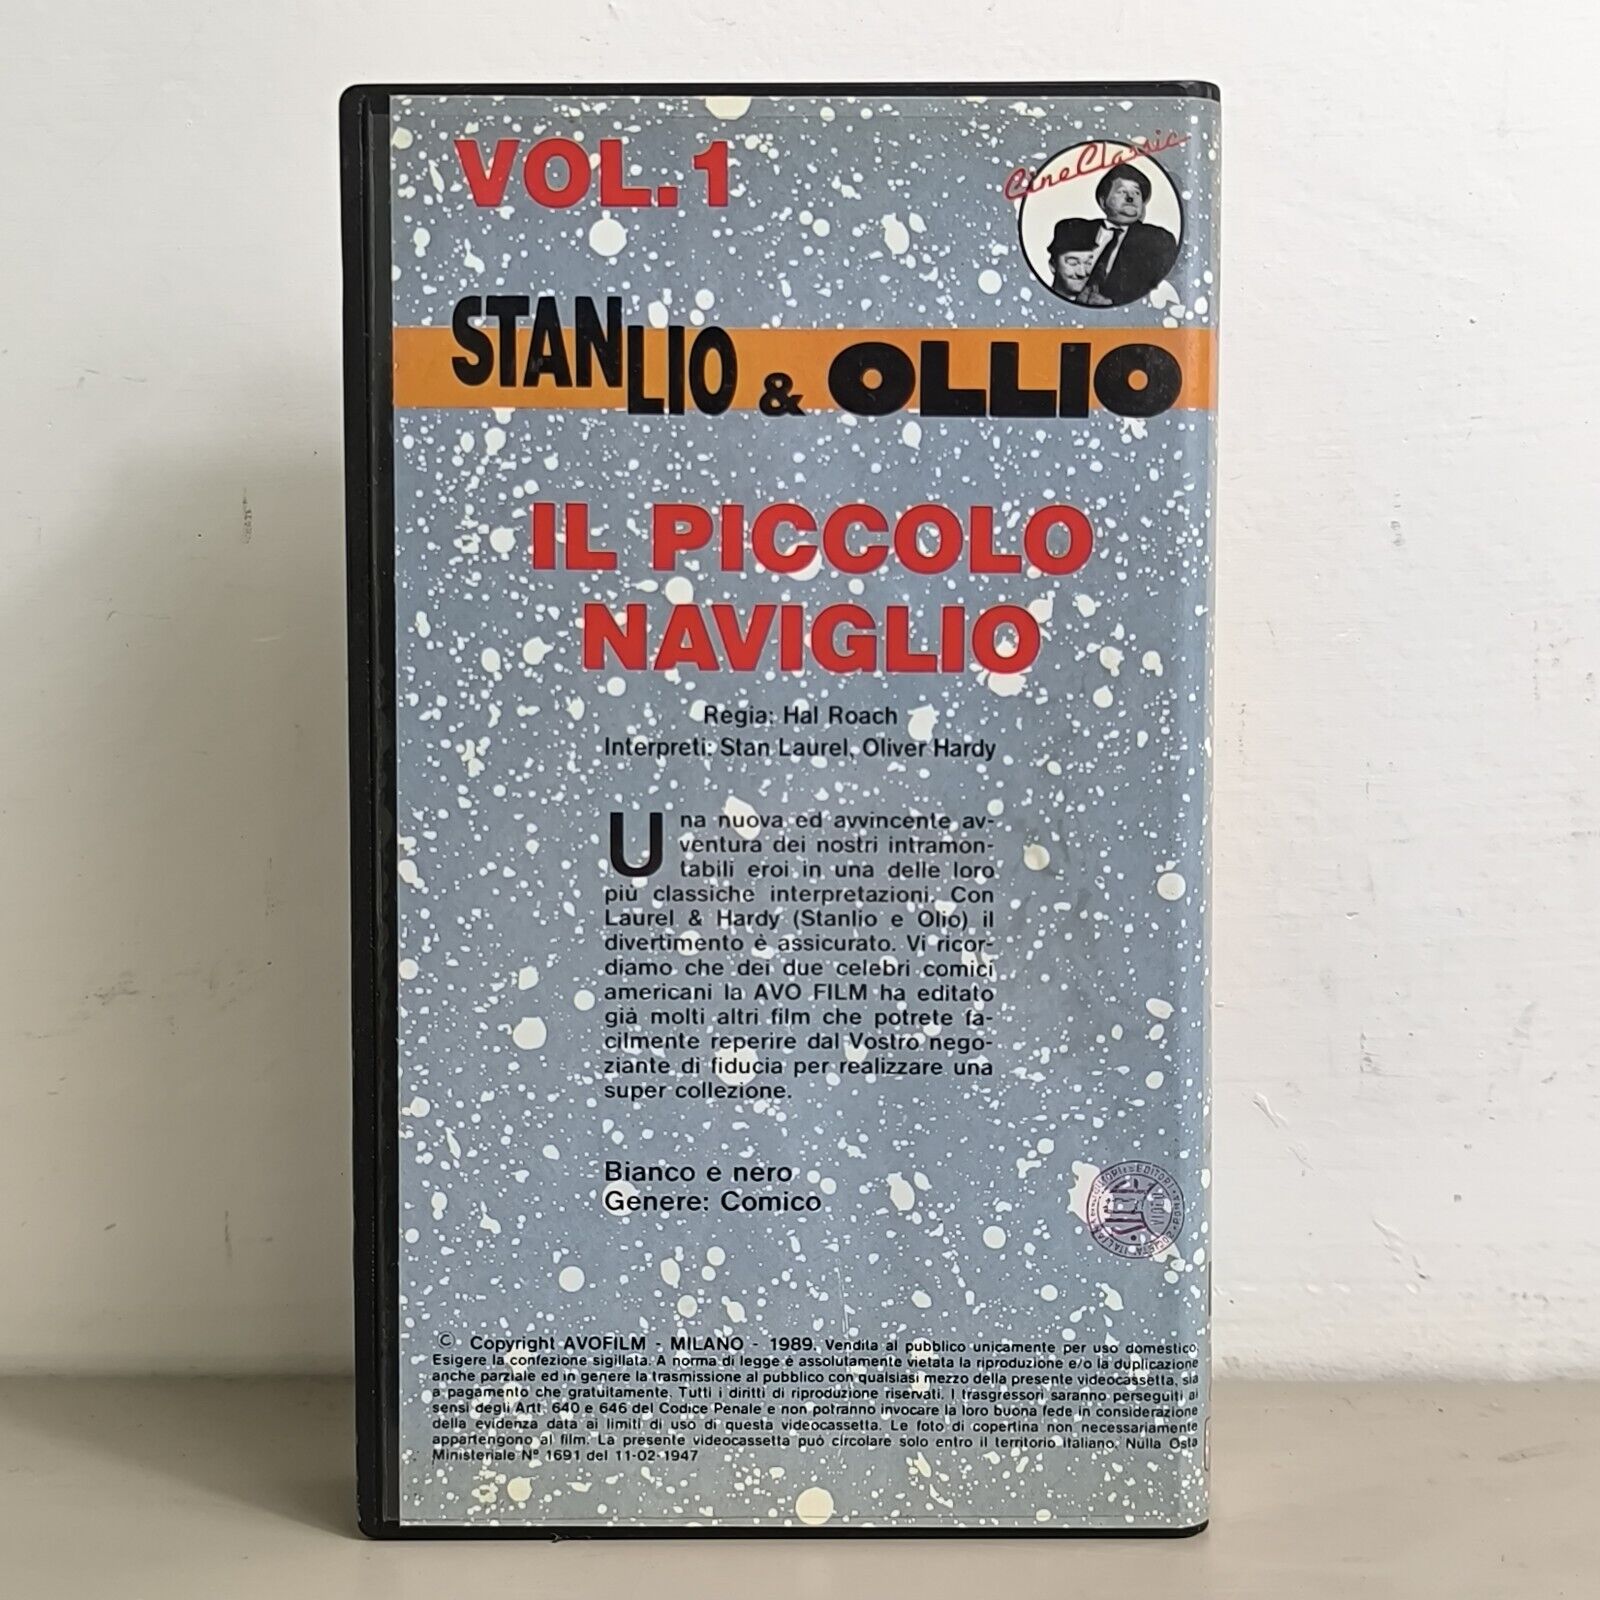 VOL. 1
CineClassic
STANLIO & OLLIO
IL PICCOLO
NAVIGLIO
Regia: Hal Roach
Interpreti: Stan Laurel, Oliver Hardy
Una nuova ed avvincente av-
ventura dei nostri intramon-
tabili eroi in una delle loro
più classiche interpretazioni. Con
Laurel & Hardy (Stanlio e Olio) il
divertimento è assicurato. Vi ricor-
diamo che dei due celebri comici
americani la AVO FILM ha editato
già molti altri film che potrete fa-
cilmente reperire dal Vostro nego-
ziante di fiducia per realizzare una
super collezione.
Bianco e nero
Genere: Comico
© Copyright AVOFILM - MILANO - 1989. Vendita al pubblico unicamente per uso domestico.
Esigere la confezione sigillata. A norma di legge è assolutamente vietata la riproduzione e/o la duplicazione
anche parziale ed in genere la trasmissione al pubblico con qualsiasi mezzo della presente videocassetta, sia
a pagamento che gratuitamente. Tutti i diritti di riproduzione riservati. I trasgressori saranno perseguiti ai
sensi degli Artt. 640 e 646 del Codice Penale e non potranno invocare la loro buona fede in considerazione
della evidenza data ai limiti di uso di questa videocassetta. Le foto di copertina non necessariamente
appartengono al film. La presente videocassetta può circolare solo entro il territorio italiano. Nulla Osta
Ministeriale N° 1691 del 11-02-1947